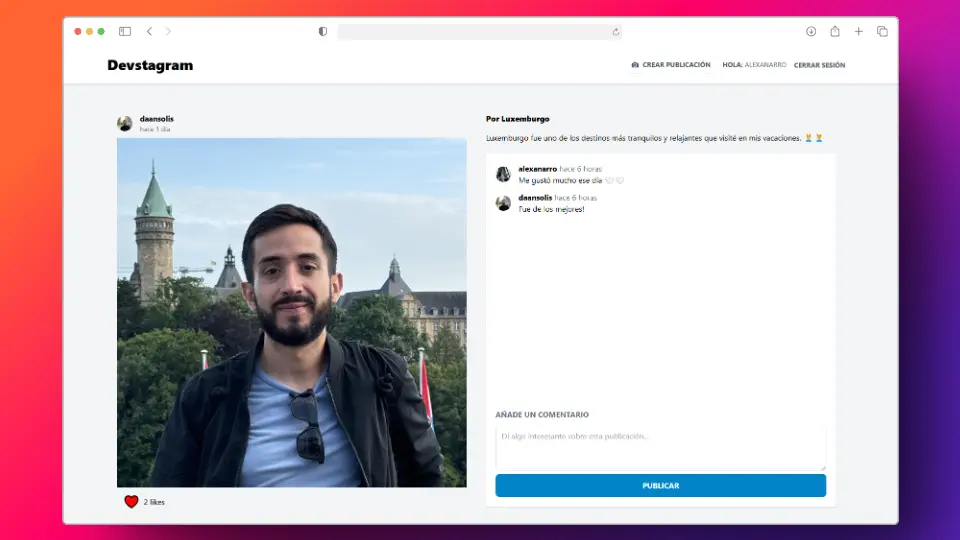 Devstagram
CREAR PUBLICACIÓN HOLA: ALEXANARRO CERRAR SESIÓN
daansolis
hace 1 día
2 likes
Por Luxemburgo
Luxemburgo fue uno de los destinos más tranquilos y relajantes que visité en mis vacaciones.
alexanarro hace 6 horas
Me gustó mucho ese día
daansolis hace 6 horas
Fue de los mejores!
AÑADE UN COMENTARIO
Di algo interesante sobre esta publicación...
PUBLICAR